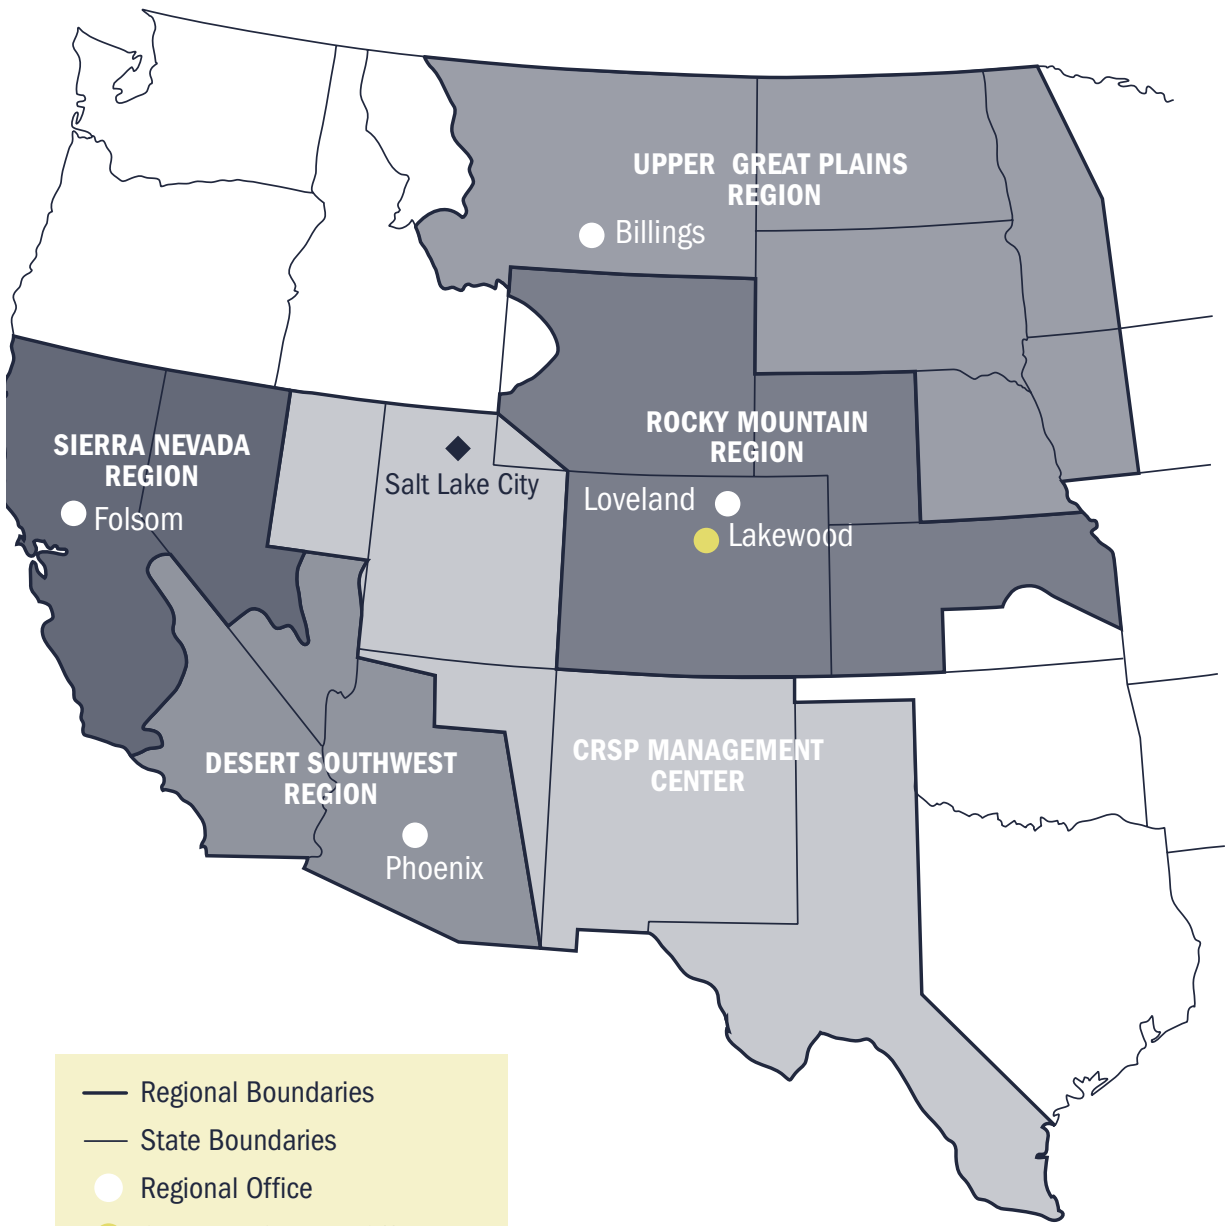 UPPER GREAT PLAINS
REGION
Billings
ROCKY MOUNTAIN
REGION
SIERRA NEVADA
REGION
Salt Lake City
Loveland
Folsom
Lakewood
DESERT SOUTHWEST
REGION
CRSP MANAGEMENT
CENTER
Phoenix
Regional Boundaries
State Boundaries
Regional Office